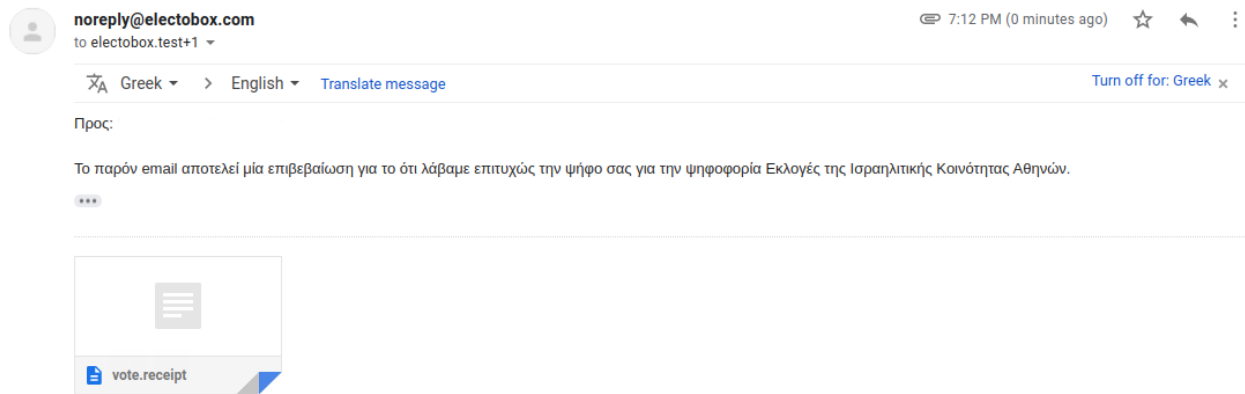 noreply@electobox.com 7:12 PM (0 minutes ago)
to electobox.test+1
Greek > English Translate message Turn off for: Greek x
Προς:
Το παρόν email αποτελεί μία επιβεβαίωση για το ότι λάβαμε επιτυχώς την ψήφο σας για την ψηφοφορία Εκλογές της Ισραηλιτικής Κοινότητας Αθηνών.
vote.receipt